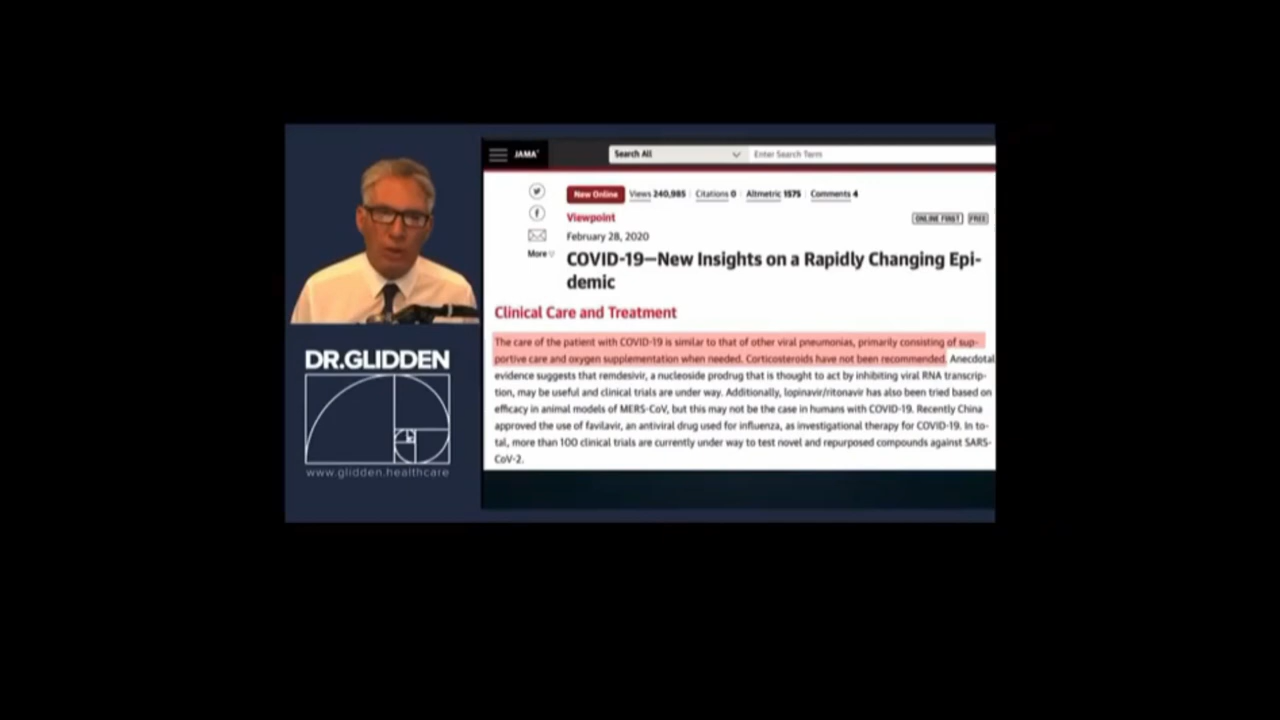 JAMA
Search All
Enter Search Term
New Online Views 240,985 Citations 0 Altmetric 1575 Comments 4
Viewpoint
ONLINE FIRST FREE
February 28, 2020
More
COVID-19—New Insights on a Rapidly Changing Epi-
demic
Clinical Care and Treatment
The care of the patient with COVID-19 is similar to that of other viral pneumonias, primarily consisting of sup-
portive care and oxygen supplementation when needed. Corticosteroids have not been recommended. Anecdotal
evidence suggests that remdesivir, a nucleoside prodrug that is thought to act by inhibiting viral RNA transcrip-
tion, may be useful and clinical trials are under way. Additionally, lopinavir/ritonavir has also been tried based on
efficacy in animal models of MERS-CoV, but this may not be the case in humans with COVID-19. Recently China
approved the use of favilavir, an antiviral drug used for influenza, as investigational therapy for COVID-19. In to-
tal, more than 100 clinical trials are currently under way to test novel and repurposed compounds against SARS-
CoV-2.
DR.GLIDDEN
www.glidden.healthcare